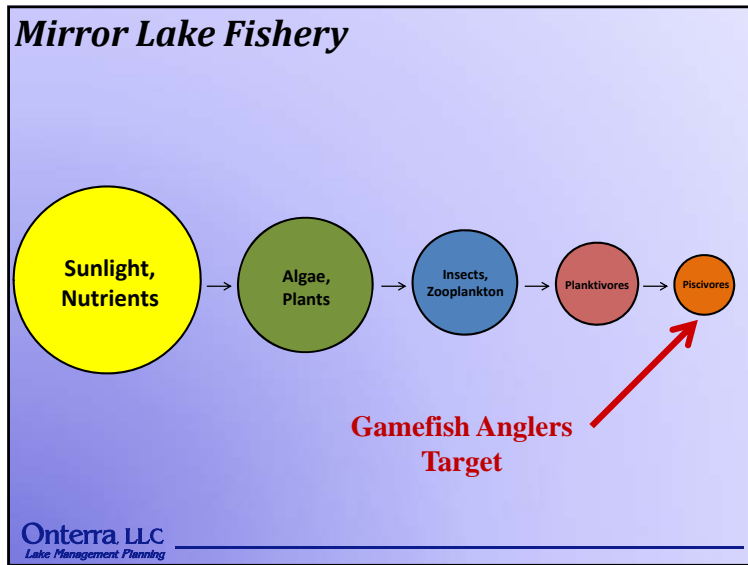 Mirror Lake Fishery
Sunlight,
Nutrients
Algae,
Plants
Insects,
Zooplankton
Planktivores
Piscivores
Gamefish Anglers
Target
Onterra, LLC
Lake Management Planning